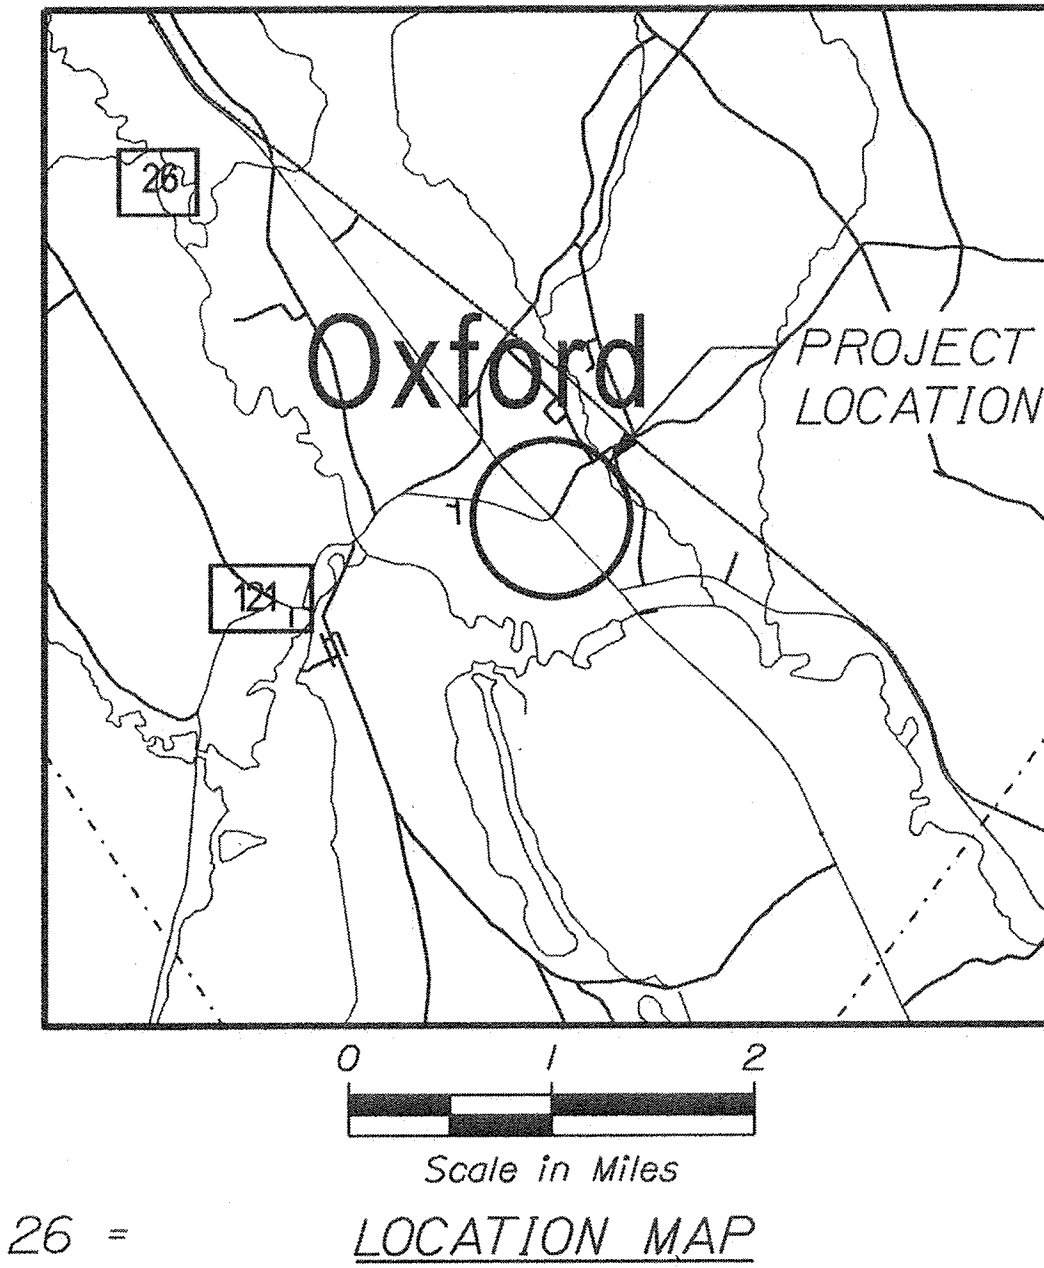 26
Oxford
PROJECT
LOCATION
121
0 1 2
Scale in Miles
26 =
LOCATION MAP